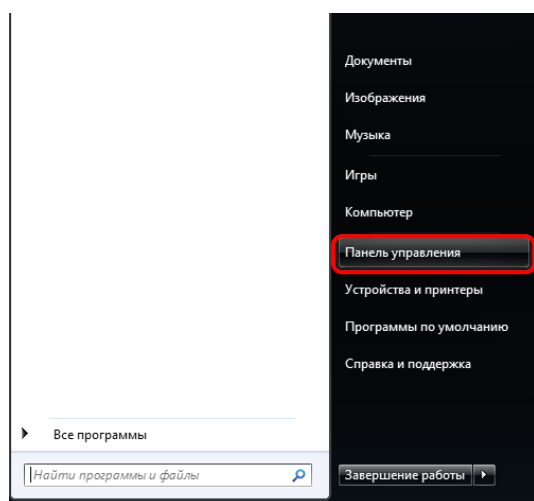 Документы
Изображения
Музыка
Игры
Компьютер
Панель управления
Устройства и принтеры
Программы по умолчанию
Справка и поддержка
Все программы
Найти программы и файлы
Завершение работы